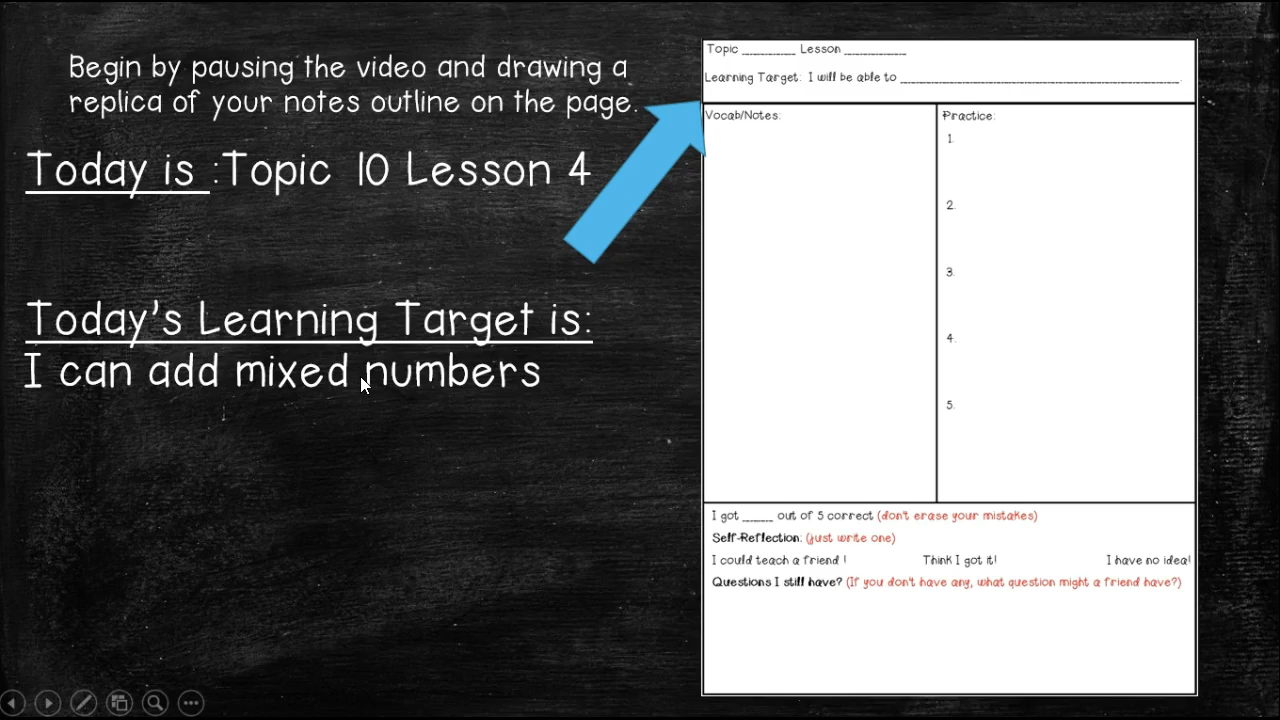 Begin by pausing the video and drawing a
replica of your notes outline on the page.
Today is :Topic 10 Lesson 4
Today's Learning Target is:
I can add mixed numbers
Topic ________ Lesson _________
Learning Target: I will be able to ________________________________________.
Vocab/Notes:
Practice:
1.
2.
3.
4.
5.
I got _____ out of 5 correct (don't erase your mistakes)
Self-Reflection: (just write one)
I could teach a friend ! Think I got it! I have no idea!
Questions I still have? (If you don't have any, what question might a friend have?)